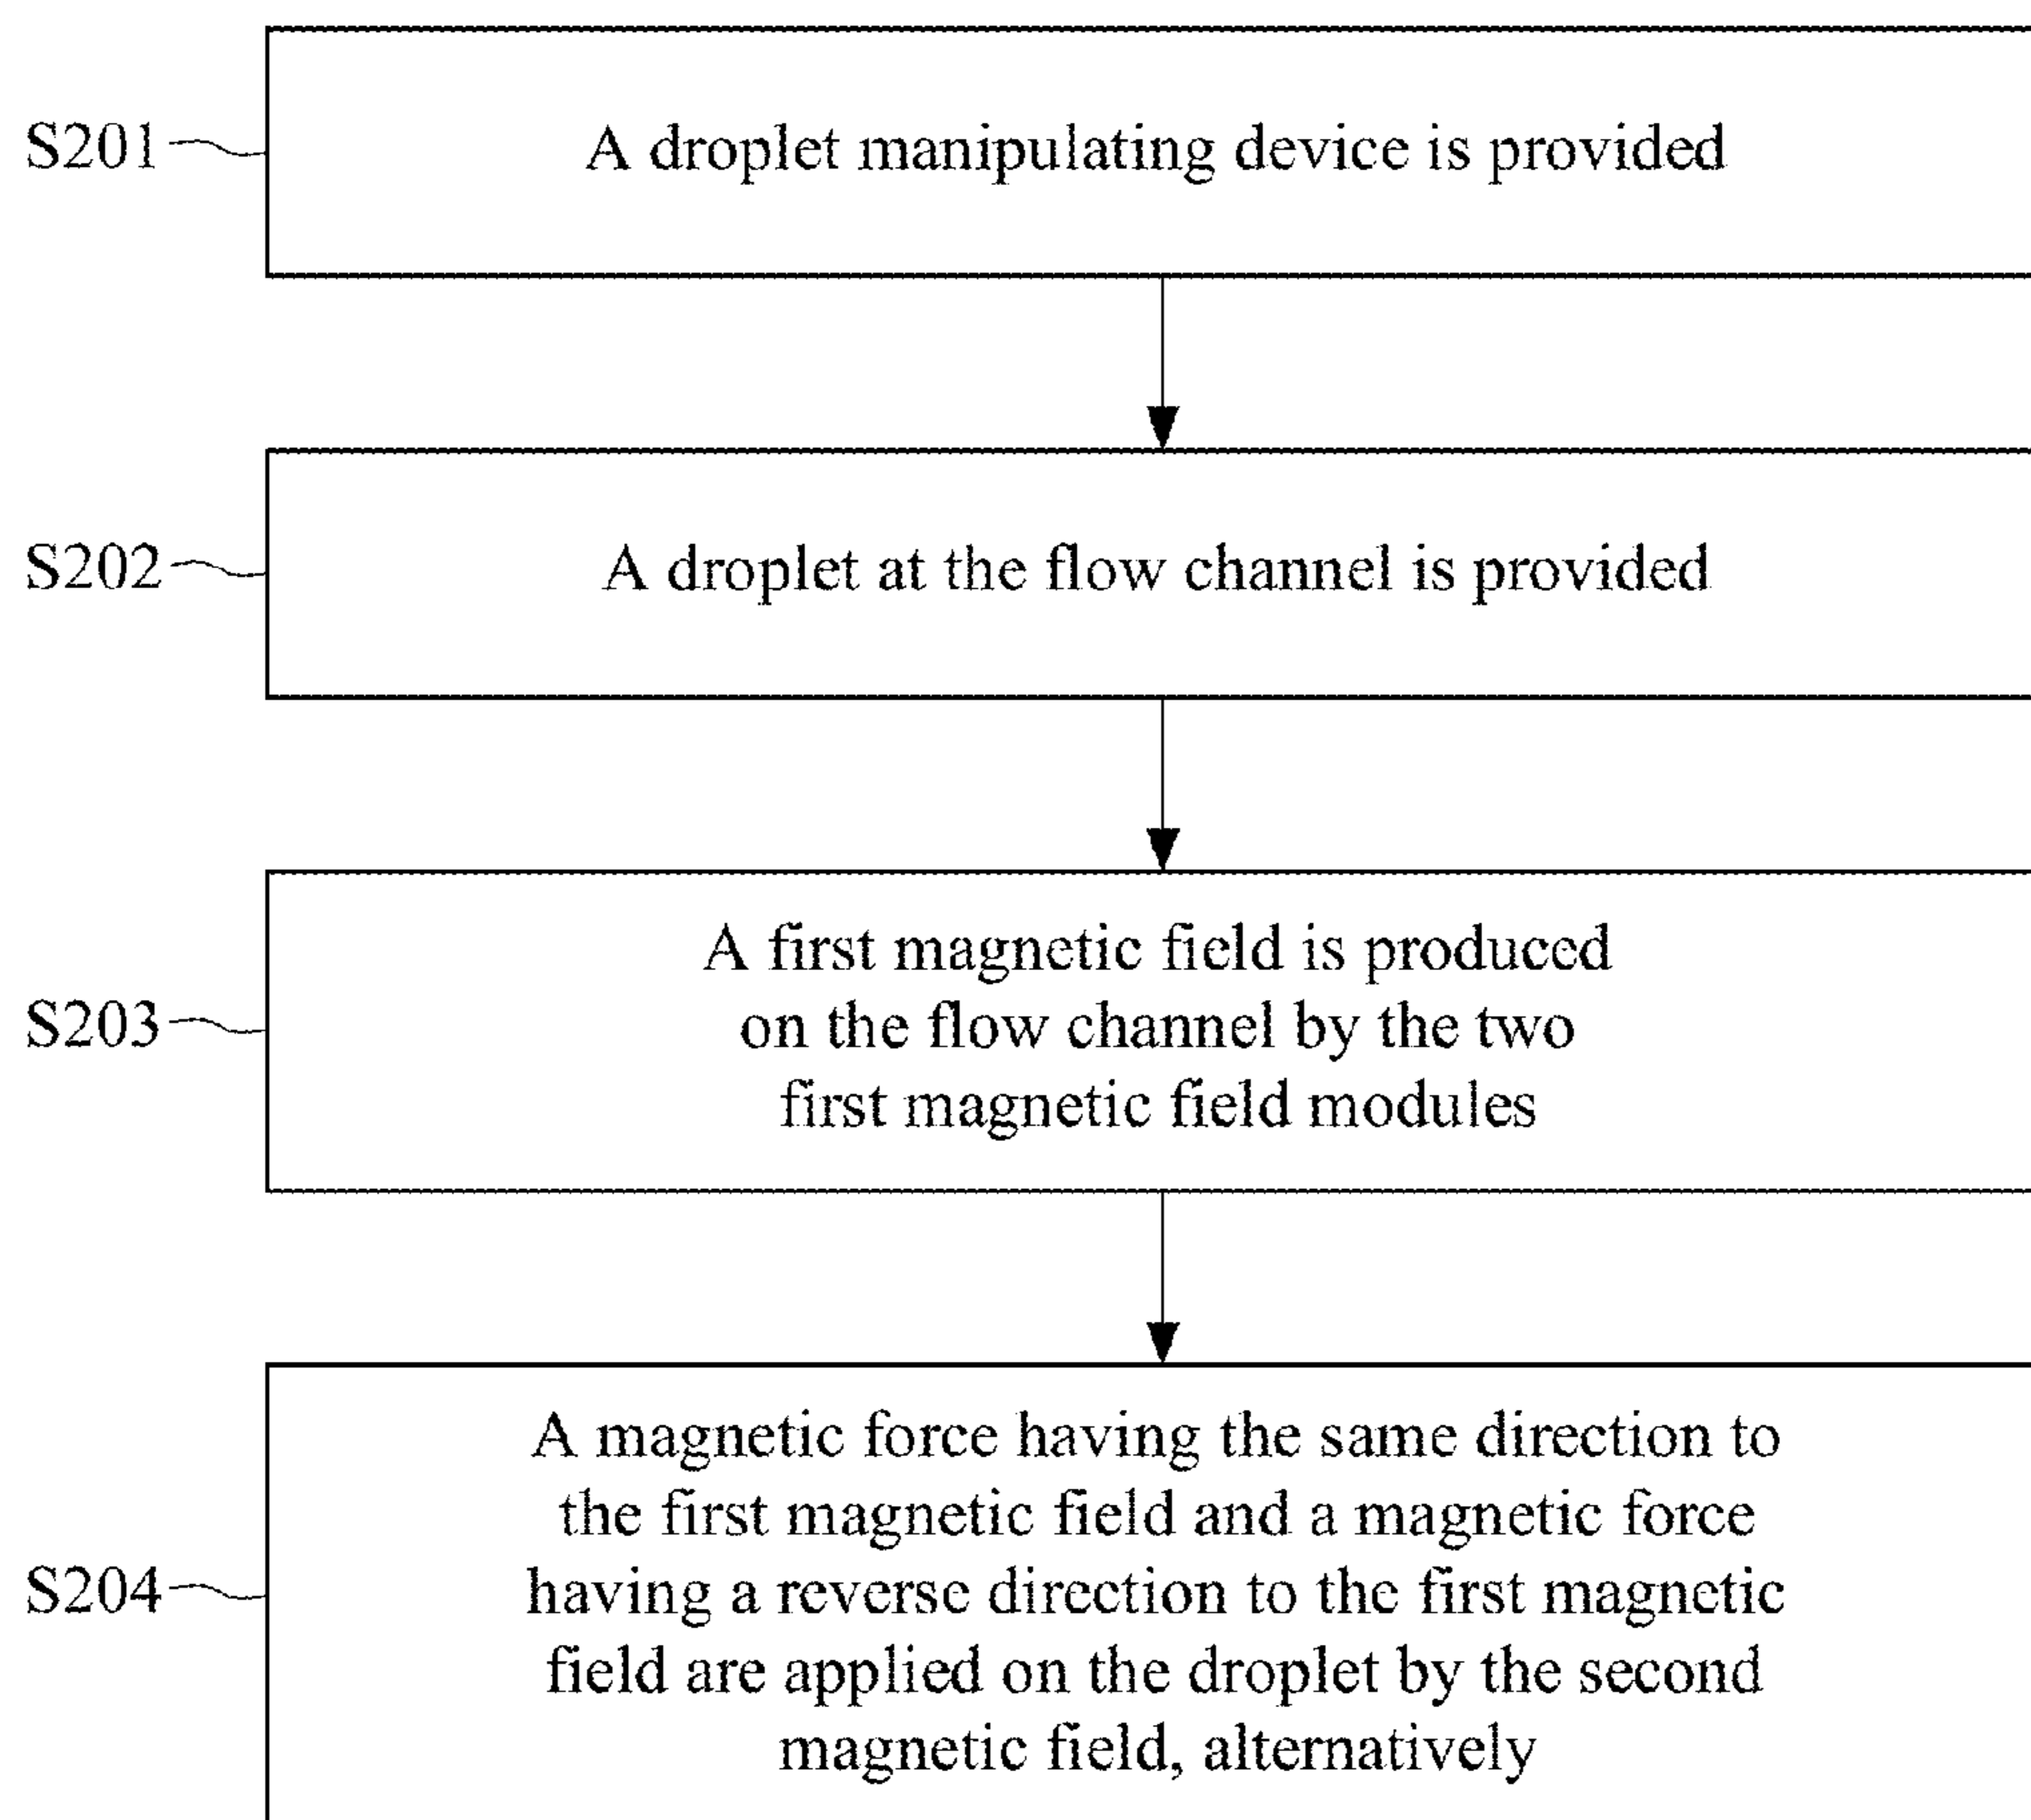 S201
A droplet manipulating device is provided
S202
A droplet at the flow channel is provided
S203
A first magnetic field is produced
on the flow channel by the two
first magnetic field modules
S204
A magnetic force having the same direction to
the first magnetic field and a magnetic force
having a reverse direction to the first magnetic
field are applied on the droplet by the second
magnetic field, alternatively